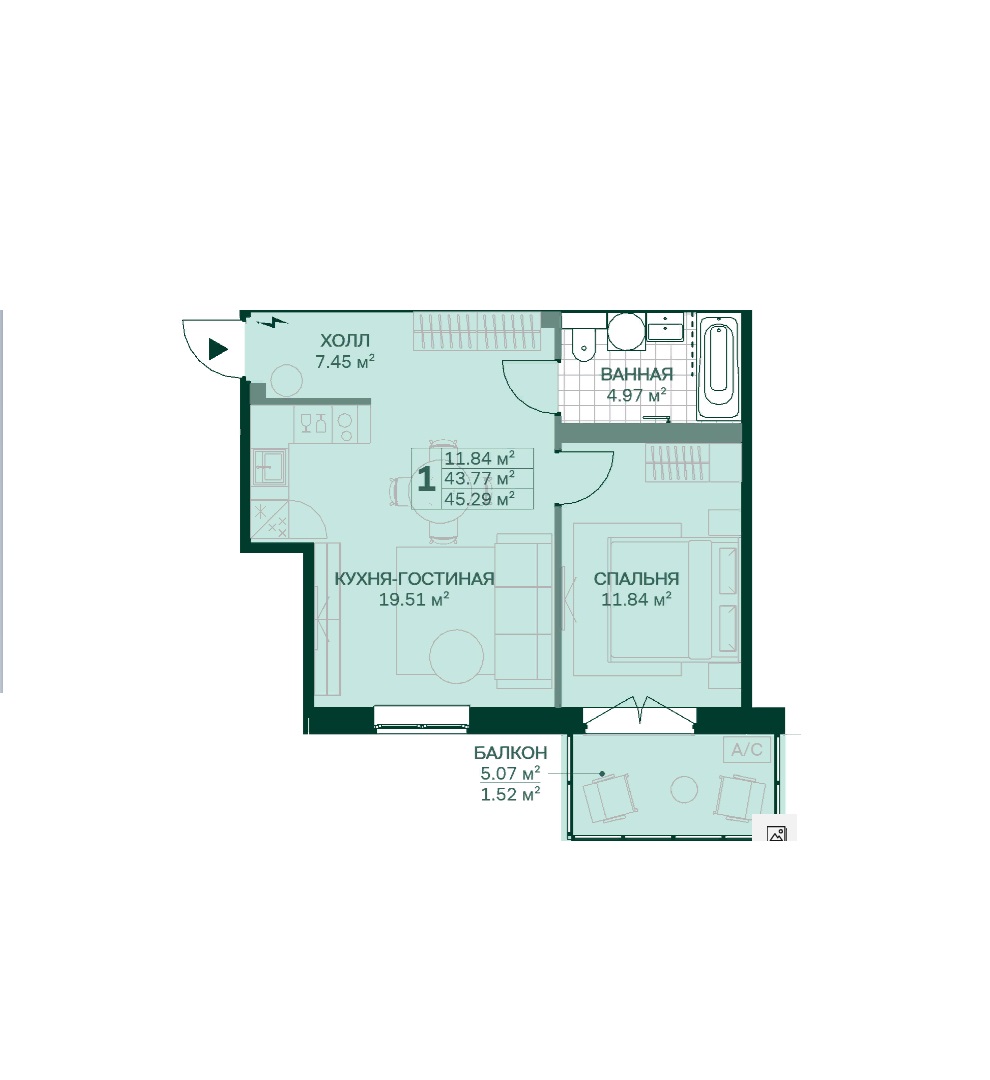 ХОЛЛ
7.45 м²
ВАННАЯ
4.97 м²
1
11.84 м²
43.77 м²
45.29 м²
КУХНЯ-ГОСТИНАЯ
19.51 м²
СПАЛЬНЯ
11.84 м²
БАЛКОН
5.07 м²
1.52 м²
A/C